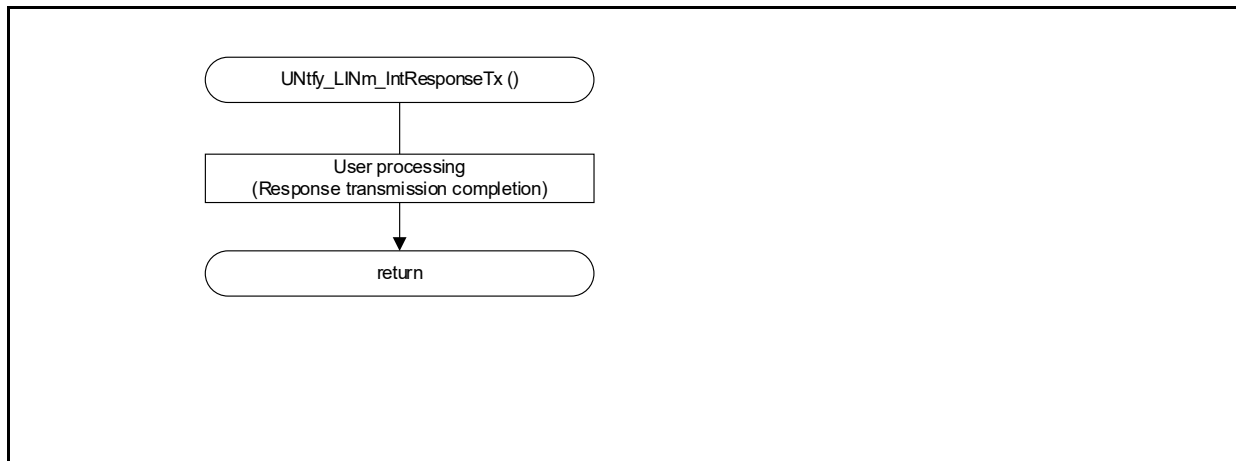 UNtfy_LINm_IntResponseTx ()
User processing
(Response transmission completion)
return